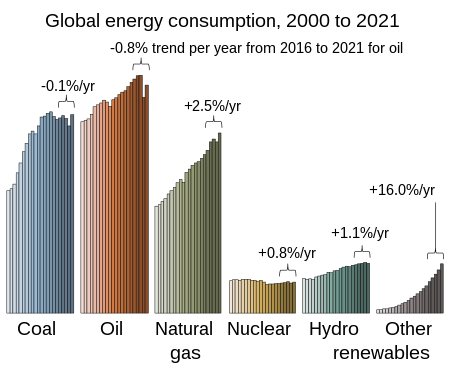 Global energy consumption, 2000 to 2021
-0.8% trend per year from 2016 to 2021 for oil
-0.1%/yr
+2.5%/yr
+16.0%/yr
+1.1%/yr
+0.8%/yr
Coal Oil Natural gas Nuclear Hydro Other renewables